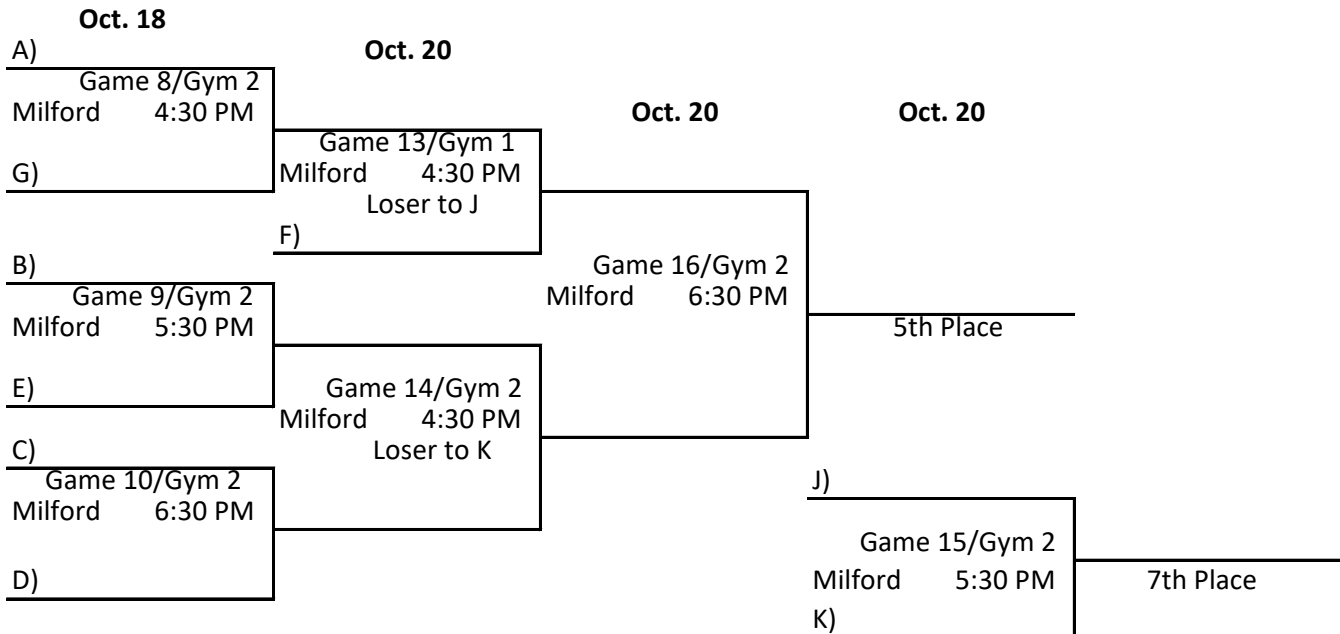 Oct. 18
A)
Oct. 20
Game 8/Gym 2
Milford 4:30 PM
Oct. 20
Oct. 20
Game 13/Gym 1
G)
Milford 4:30 PM
Loser to J
F)
B)
Game 16/Gym 2
Game 9/Gym 2
Milford 6:30 PM
Milford 5:30 PM
5th Place
E)
Game 14/Gym 2
Milford 4:30 PM
C)
Loser to K
Game 10/Gym 2
J)
Milford 6:30 PM
Game 15/Gym 2
D)
Milford 5:30 PM
7th Place
K)